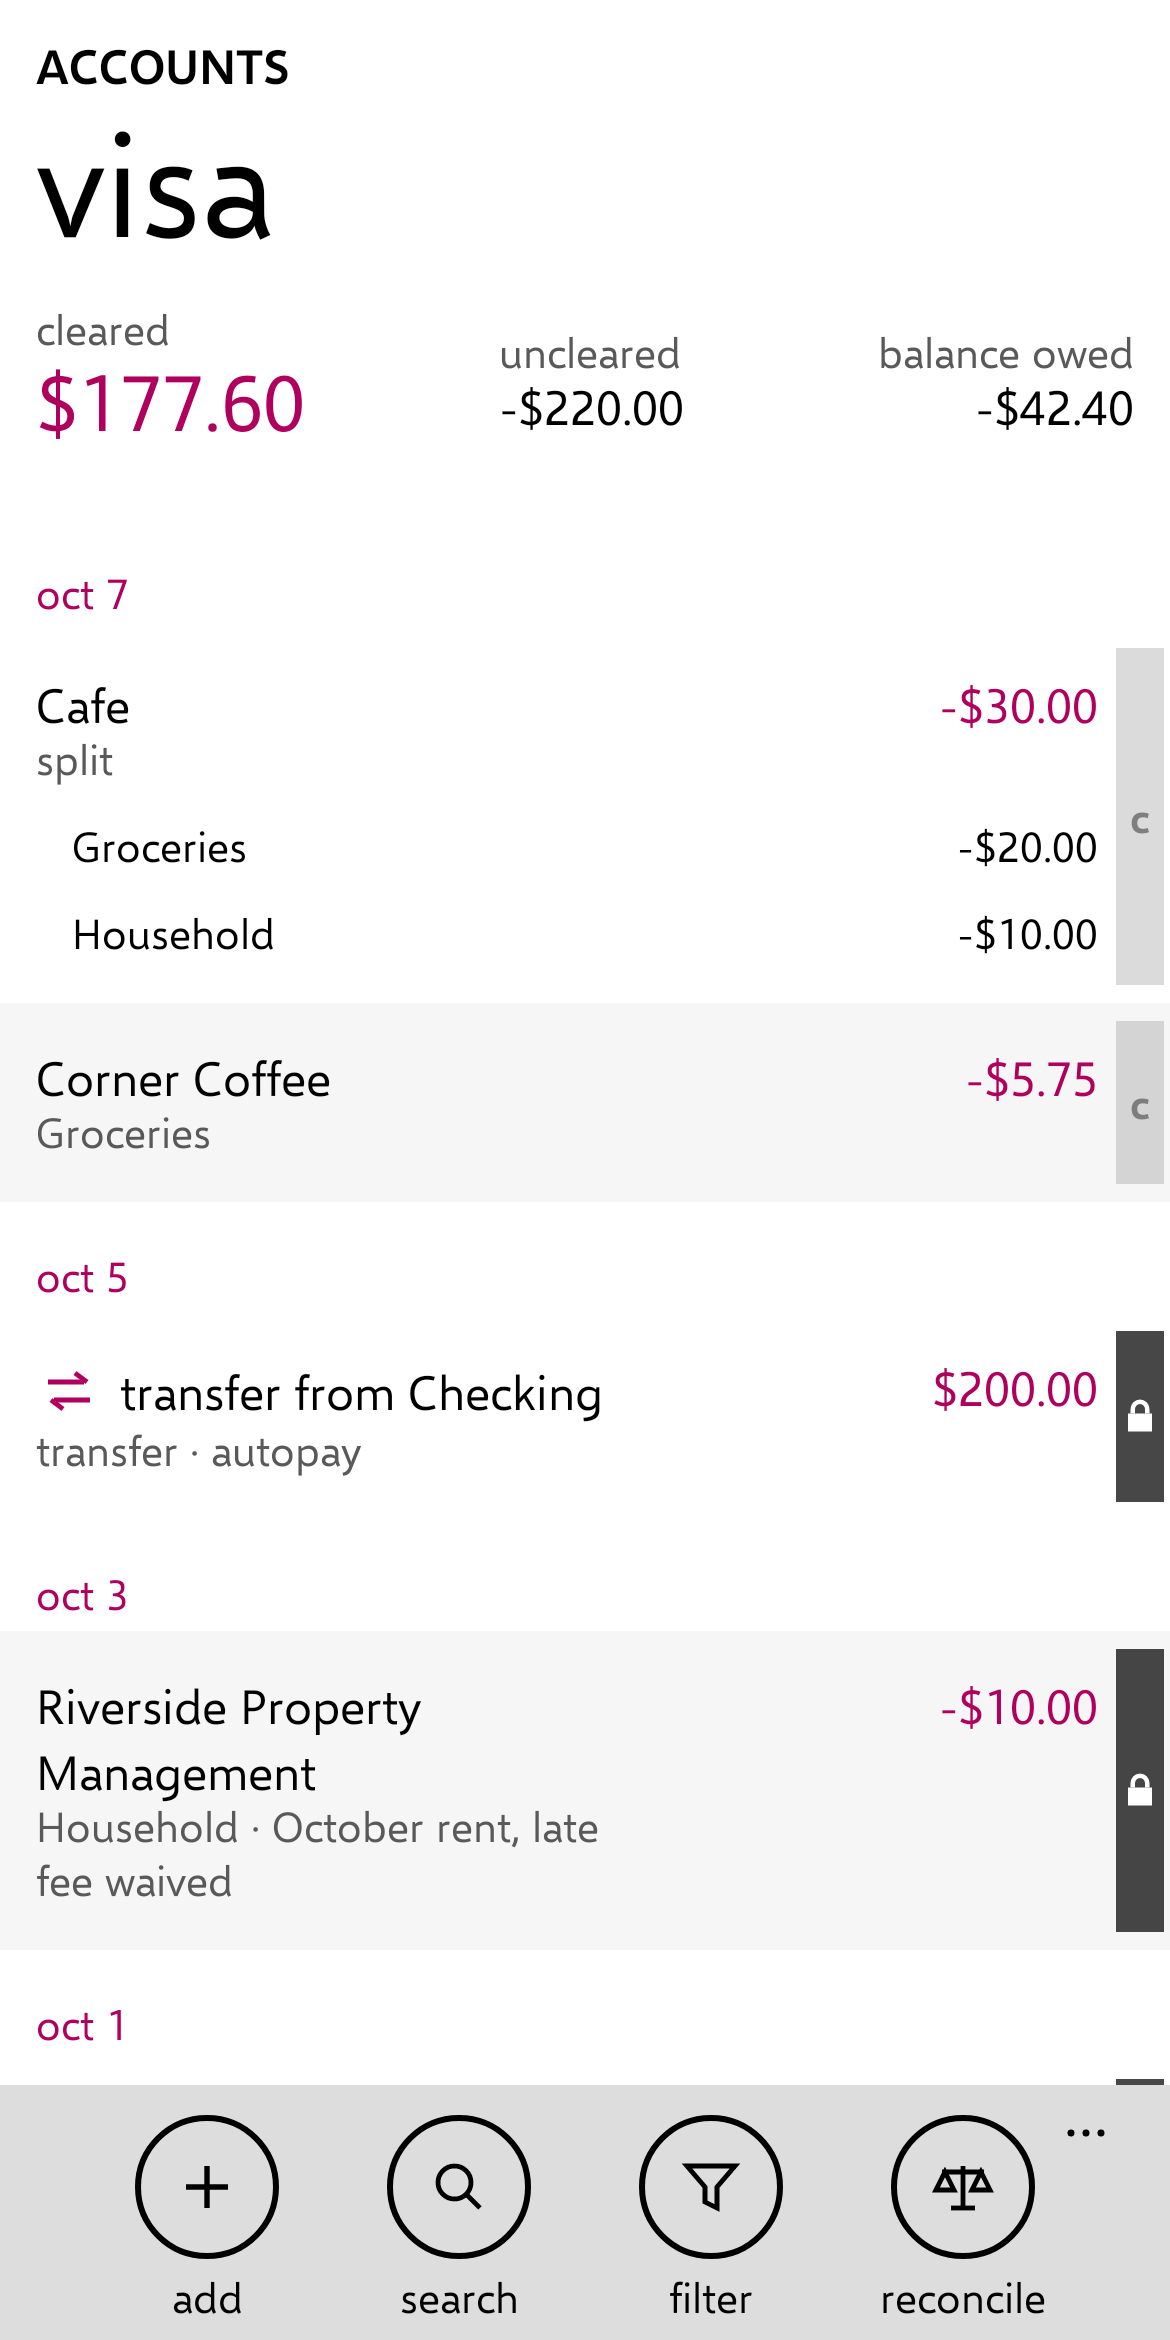 ACCOUNTS
visa
cleared
$177.60
uncleared
-$220.00
balance owed
-$42.40
oct 7
Cafe
-$30.00
split
c
Groceries
-$20.00
Household
-$10.00
Corner Coffee
-$5.75
c
Groceries
oct 5
transfer from Checking
$200.00
transfer · autopay
oct 3
Riverside Property
-$10.00
Management
Household · October rent, late
fee waived
oct 1
...
add
search
filter
reconcile